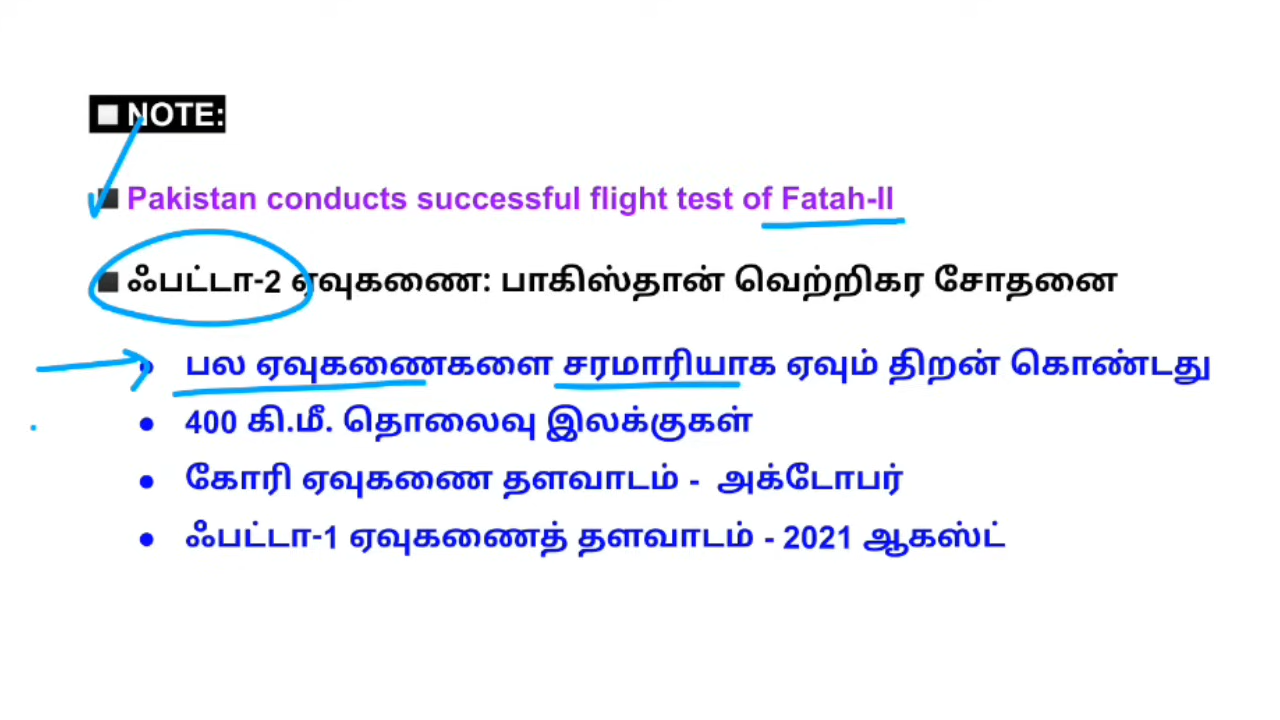 NOTE:
Pakistan conducts successful flight test of Fatah-II
ஃபட்டா-2 ஏவுகணை: பாகிஸ்தான் வெற்றிகர சோதனை
● பல ஏவுகணைகளை சரமாரியாக ஏவும் திறன் கொண்டது
● 400 கி.மீ. தொலைவு இலக்குகள்
● கோரி ஏவுகணை தளவாடம் - அக்டோபர்
● ஃபட்டா-1 ஏவுகணைத் தளவாடம் - 2021 ஆகஸ்ட்